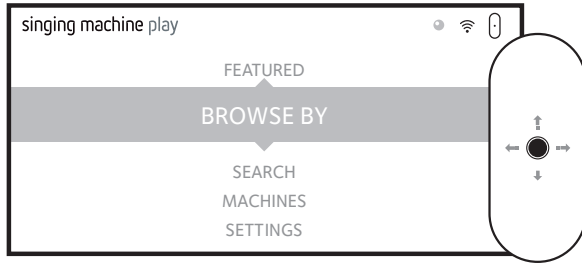 singing machine play
FEATURED
BROWSE BY
SEARCH
MACHINES
SETTINGS